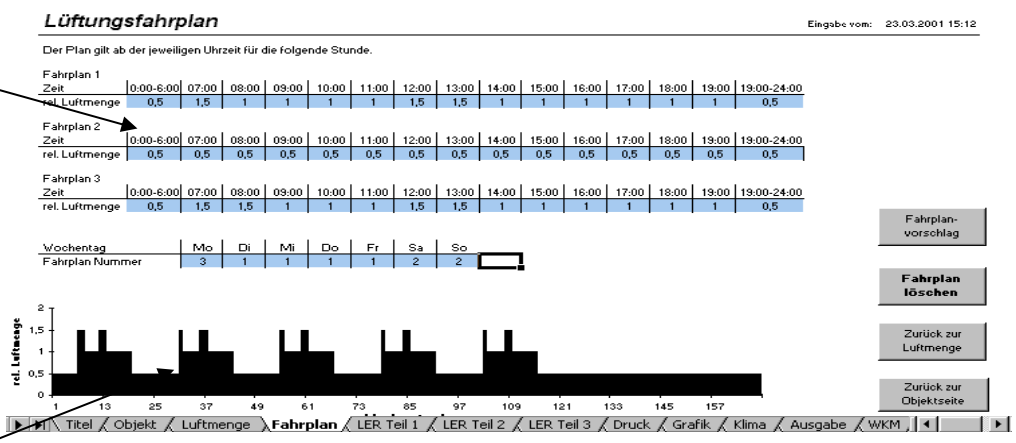 Lüftungsfahrplan
Eingabe vom: 23.03.2001 15:12
Der Plan gilt ab der jeweiligen Uhrzeit für die folgende Stunde.
Fahrplan 1
Zeit 0:00-6:00 07:00 08:00 09:00 10:00 11:00 12:00 13:00 14:00 15:00 16:00 17:00 18:00 19:00 19:00-24:00
rel. Luftmenge 0,5 1,5 1 1 1 1 1,5 1,5 1 1 1 1 1 1 0,5
Fahrplan 2
Zeit 0:00-6:00 07:00 08:00 09:00 10:00 11:00 12:00 13:00 14:00 15:00 16:00 17:00 18:00 19:00 19:00-24:00
rel. Luftmenge 0,5 0,5 0,5 0,5 0,5 0,5 0,5 0,5 0,5 0,5 0,5 0,5 0,5 0,5 0,5
Fahrplan 3
Zeit 0:00-6:00 07:00 08:00 09:00 10:00 11:00 12:00 13:00 14:00 15:00 16:00 17:00 18:00 19:00 19:00-24:00
rel. Luftmenge 0,5 1,5 1,5 1 1 1 1,5 1,5 1 1 1 1 1 1 0,5
Wochentag Mo Di Mi Do Fr Sa So
Fahrplan Nummer 3 1 1 1 1 2 2
Fahrplan-
vorschlag
Fahrplan
löschen
Zurück zur
Luftmenge
Zurück zur
Objektseite
rel. Luftmenge
2
1,5
1
0,5
0
1 13 25 37 49 61 73 85 97 109 121 133 145 157
Titel Objekt Luftmenge Fahrplan LER Teil 1 LER Teil 2 LER Teil 3 Druck Grafik Klima Ausgabe WKM